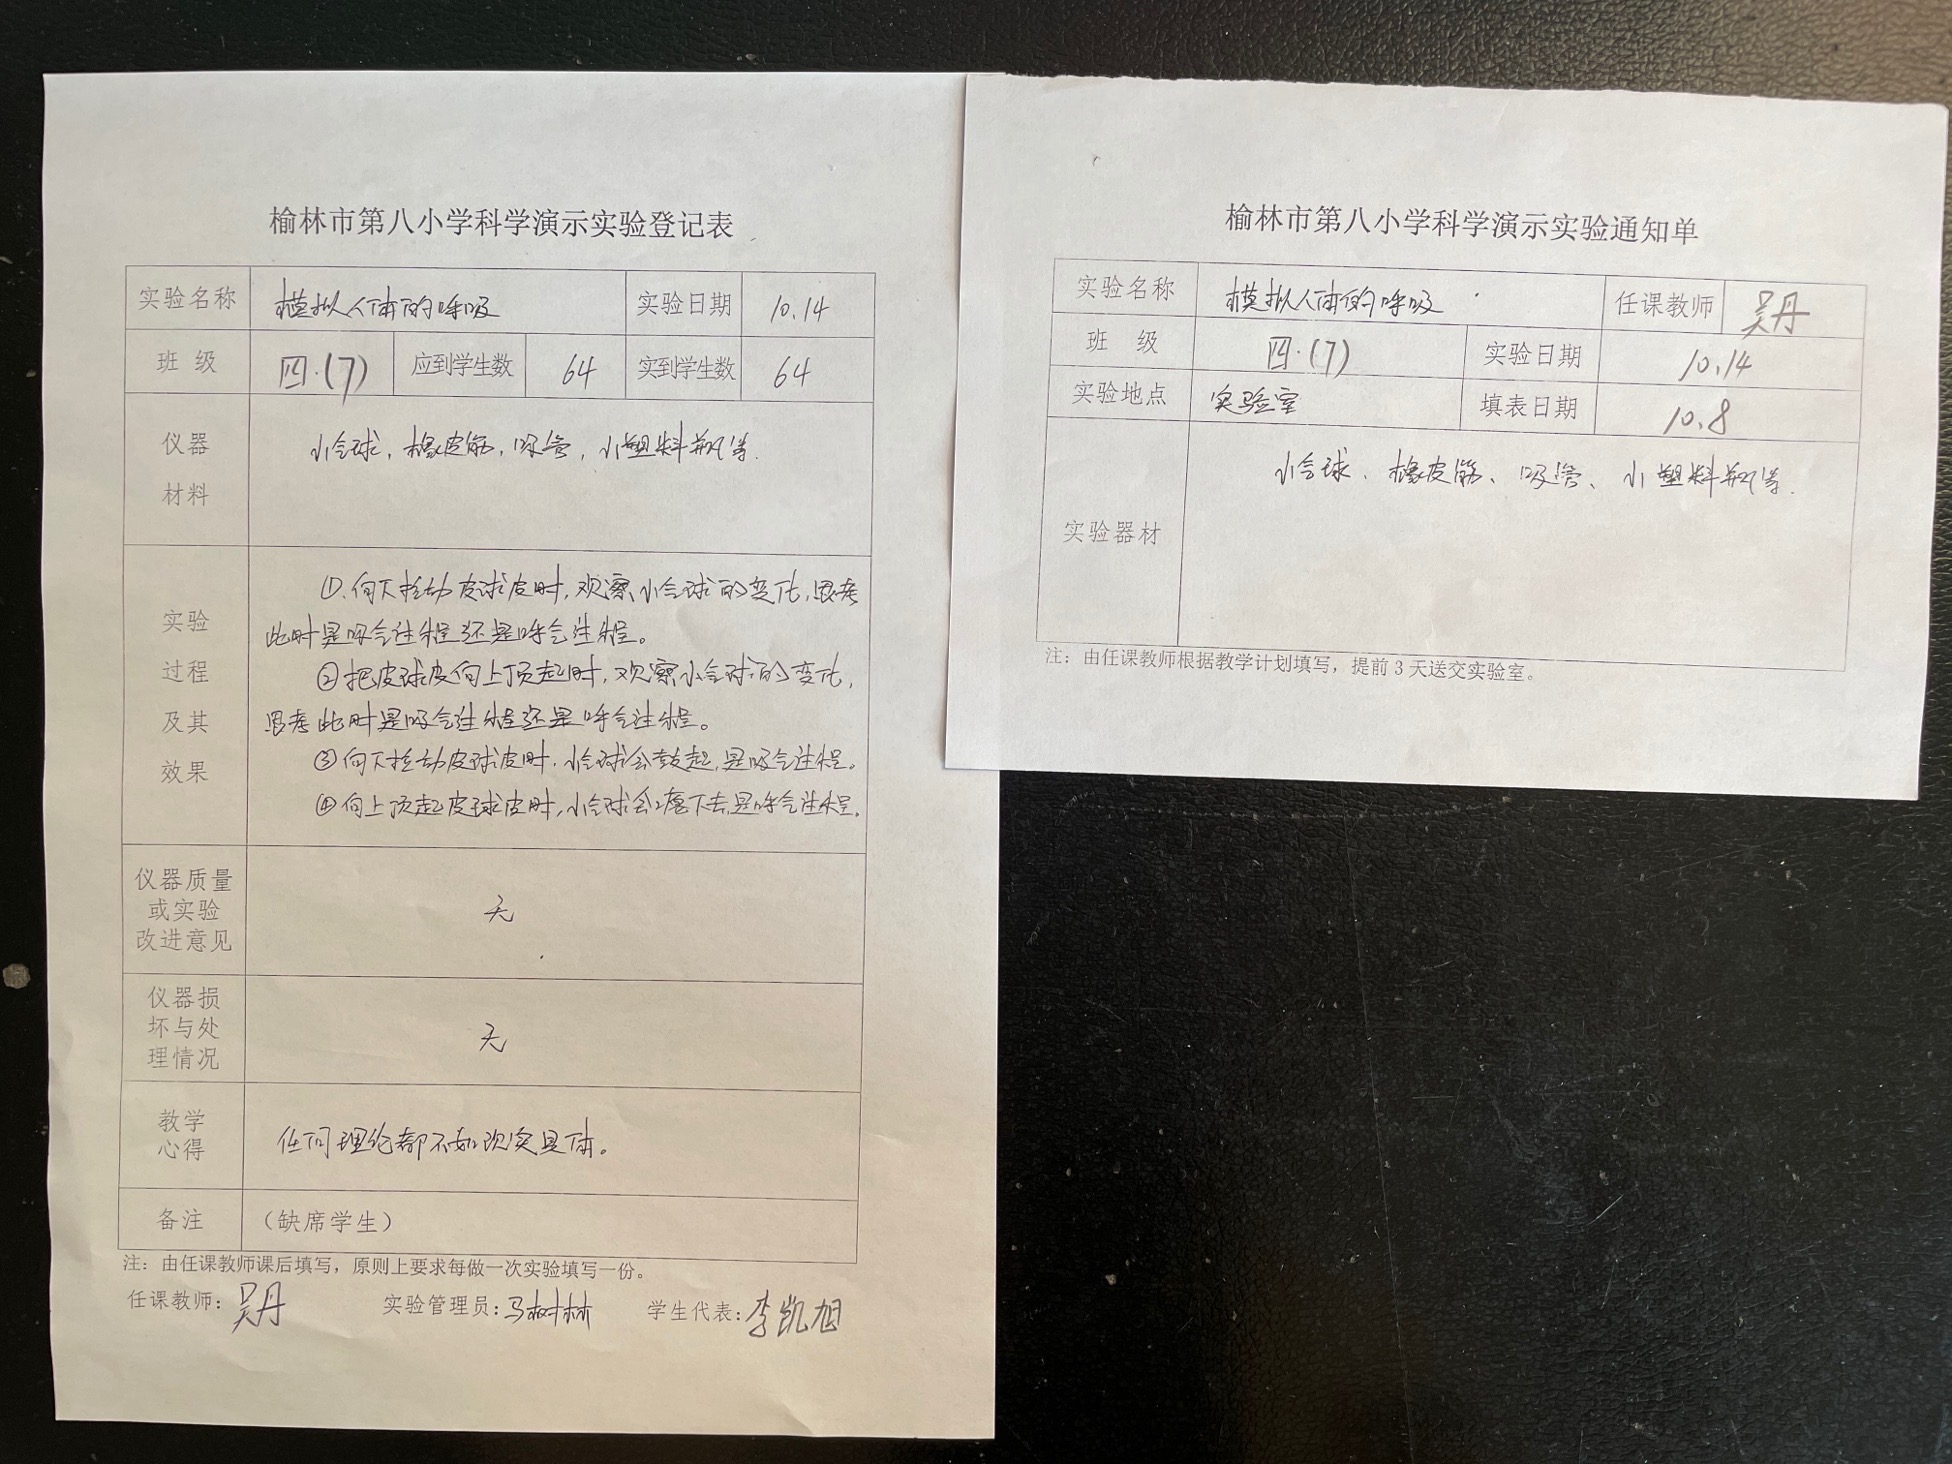 榆林市第八小学科学演示实验登记表
实验名称 模拟人体的呼吸 实验日期 10.14
班 级 四.(7) 应到学生数 64 实到学生数 64
仪器
材料
小气球，橡皮筋，吸管，小塑料瓶等.
实验
过程
及其
效果
①.向下拉动皮球皮时，观察小气球的变化，思考
此时是吸气过程还是呼气过程。
②把皮球皮向上顶起时，观察小气球的变化，
思考此时是吸气过程还是呼气过程。
③向下拉动皮球皮时，小气球会鼓起，是吸气过程。
④向上顶起皮球皮时，小气球会瘪下去，是呼气过程。
仪器质量
或实验
改进意见
无
仪器损
坏与处
理情况
无
教学
心得
任何理论都不如现实具体。
备注 （缺席学生）
注：由任课教师课后填写，原则上要求每做一次实验填写一份。
任课教师：吴丹 实验管理员：马树林 学生代表：李凯旭
榆林市第八小学科学演示实验通知单
实验名称 模拟人体的呼吸 任课教师 吴丹
班 级 四.(7) 实验日期 10.14
实验地点 实验室 填表日期 10.8
实验器材
小气球、橡皮筋、吸管、小塑料瓶等.
注：由任课教师根据教学计划填写，提前 3 天送交实验室。